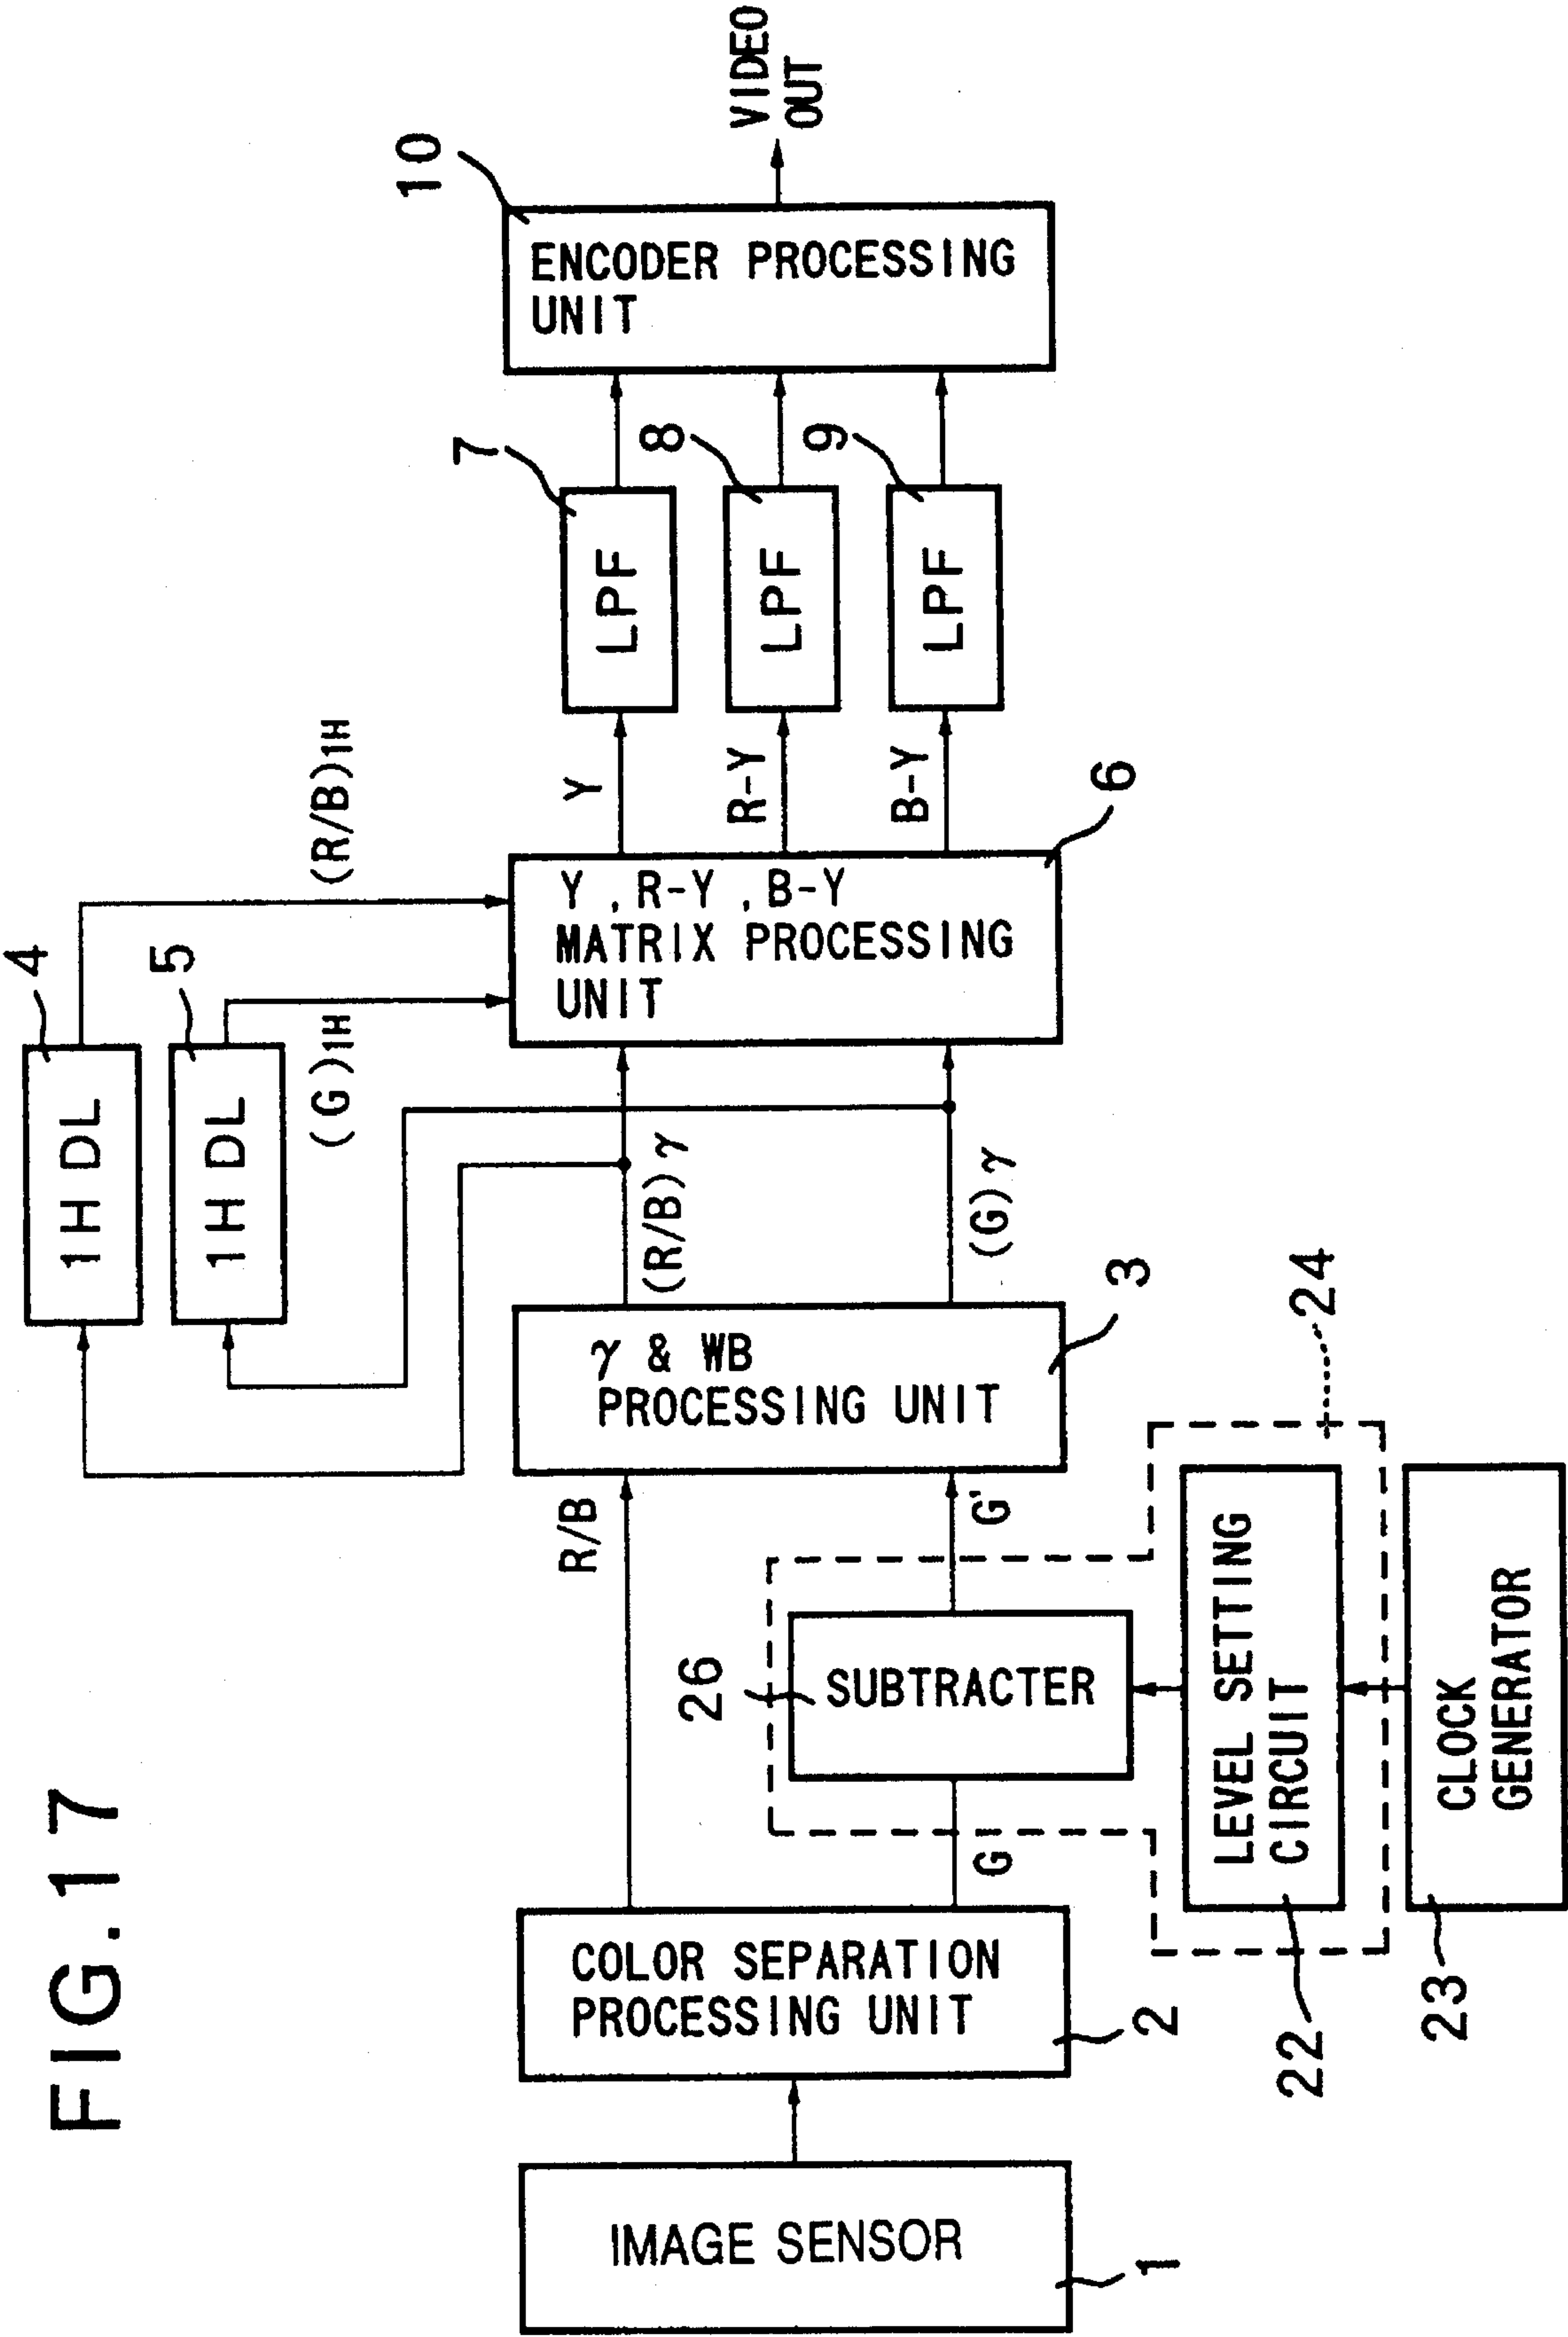 FIG.17
IMAGE SENSOR
1
COLOR SEPARATION
PROCESSING UNIT
2
R/B
G
26
SUBTRACTER
G'
LEVEL SETTING
CIRCUIT
22
24
CLOCK
GENERATOR
23
γ & WB
PROCESSING UNIT
3
(R/B)γ
(G)γ
1H DL
4
1H DL
5
(R/B)1H
(G)1H
Y , R-Y , B-Y
MATRIX PROCESSING
UNIT
6
Y
R-Y
B-Y
LPF
7
LPF
8
LPF
9
ENCODER PROCESSING
UNIT
10
VIDEO
OUT